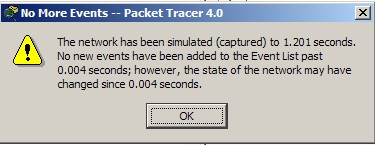 No More Events -- Packet Tracer 4.0
The network has been simulated (captured) to 1.201 seconds.
No new events have been added to the Event List past
0.004 seconds; however, the state of the network may have
changed since 0.004 seconds.
OK